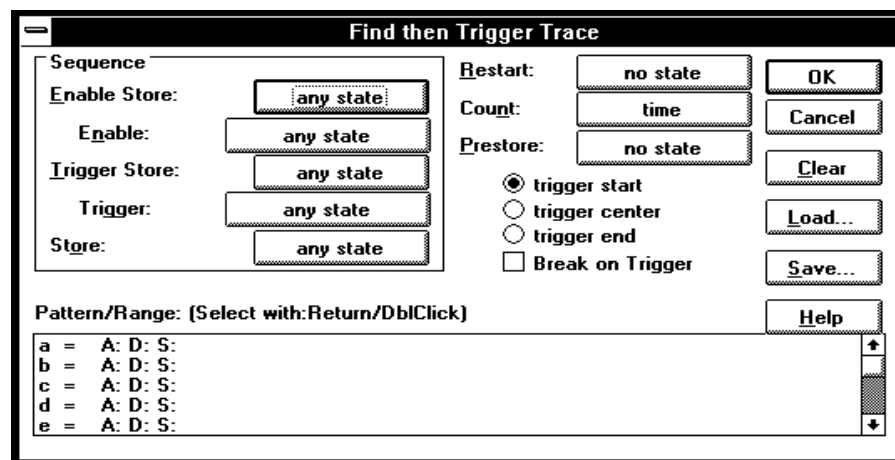 Find then Trigger Trace
Sequence
Enable Store: any state
Enable: any state
Trigger Store: any state
Trigger: any state
Store: any state
Restart: no state
Count: time
Prestore: no state
trigger start
trigger center
trigger end
Break on Trigger
OK
Cancel
Clear
Load...
Save...
Help
Pattern/Range: (Select with:Return/DblClick)
a = A: D: S:
b = A: D: S:
c = A: D: S:
d = A: D: S:
e = A: D: S: